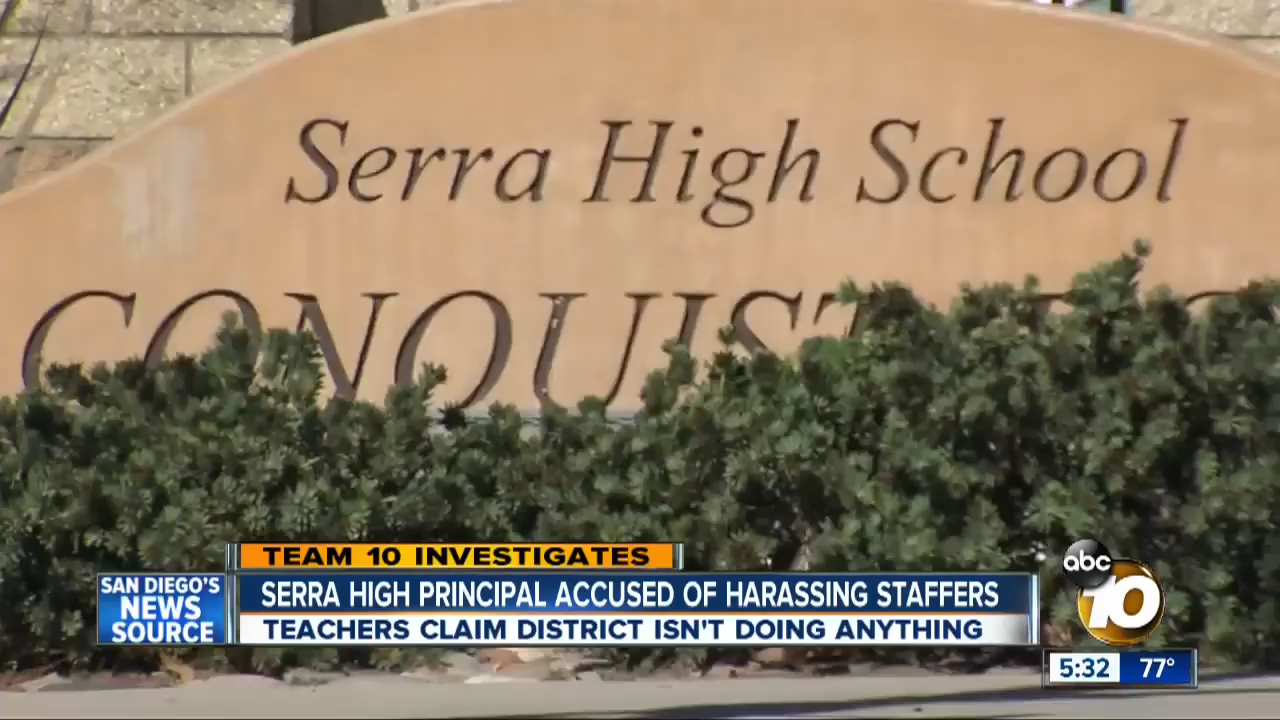 Serra High School
CONQUIST
TEAM 10 INVESTIGATES
SAN DIEGO'S
NEWS
SOURCE
SERRA HIGH PRINCIPAL ACCUSED OF HARASSING STAFFERS
TEACHERS CLAIM DISTRICT ISN'T DOING ANYTHING
abc
10
5:32 77°